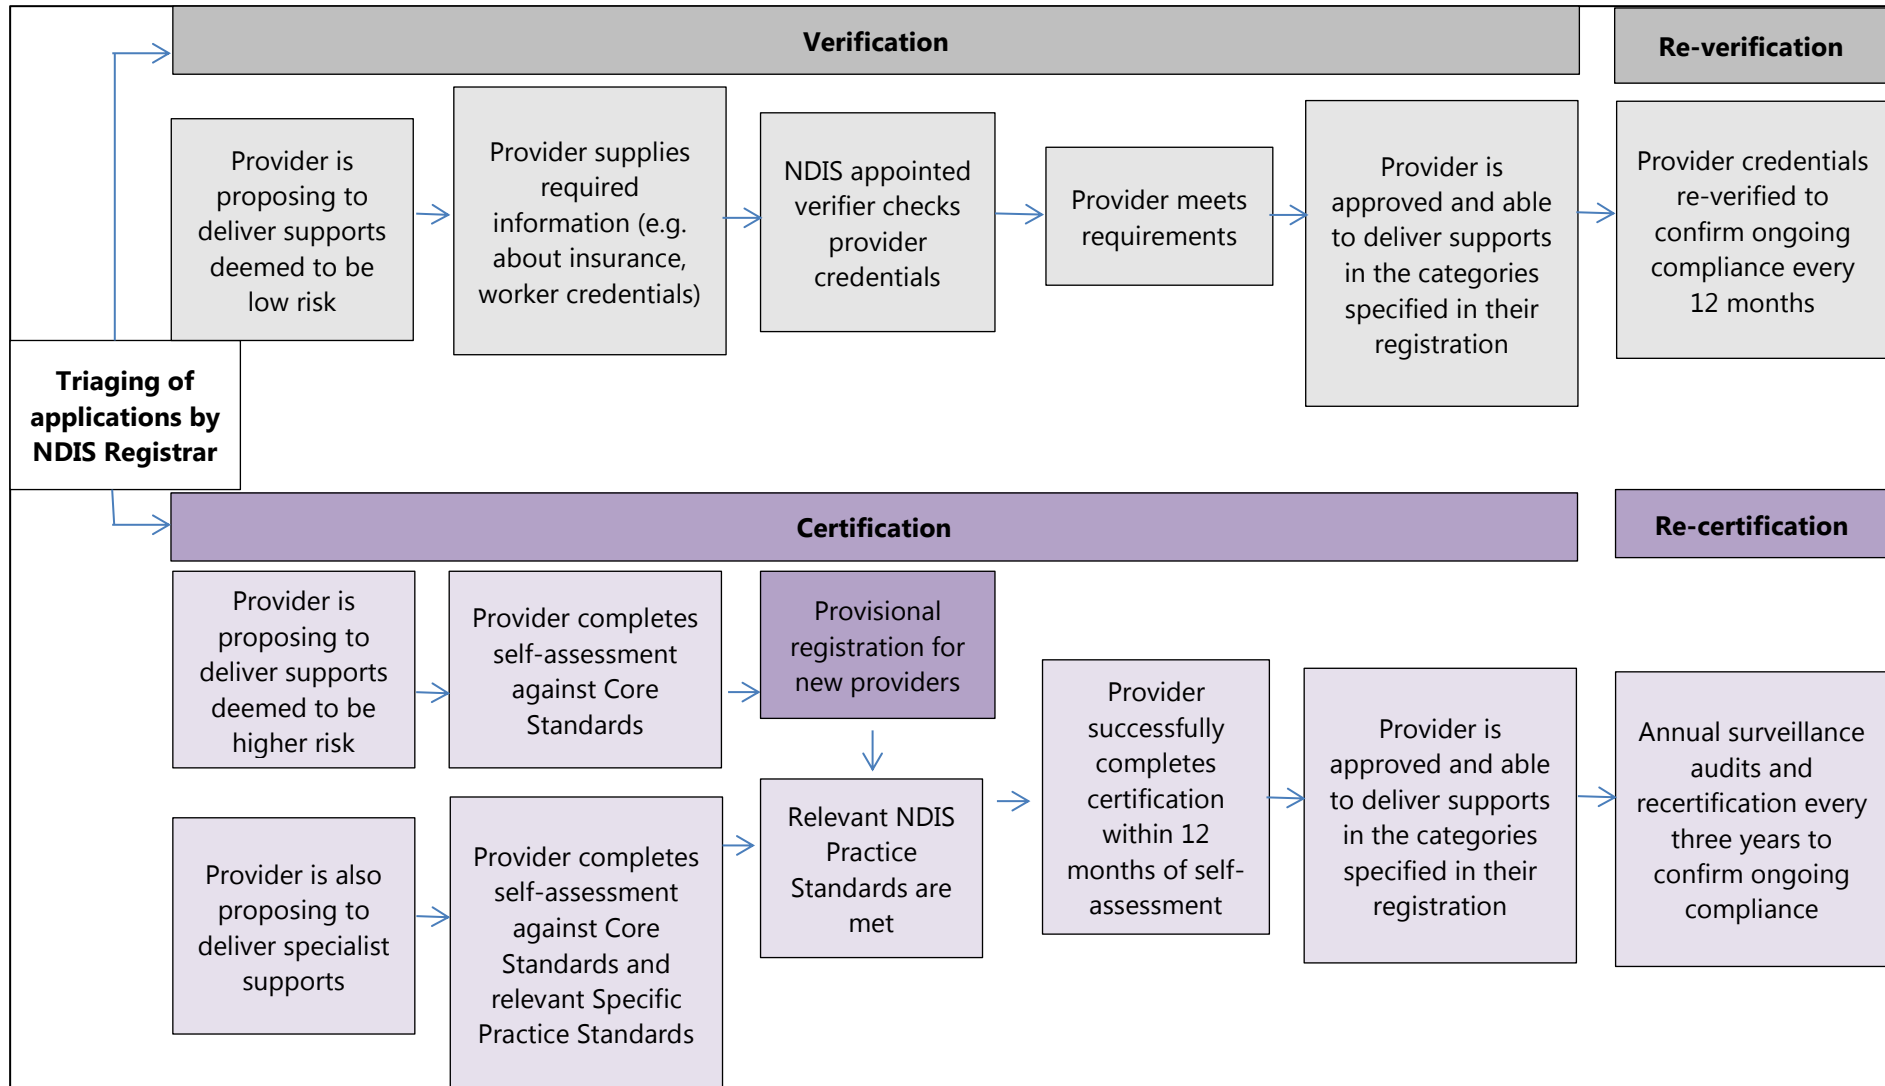 Verification
Re-verification
Provider is
proposing to
deliver supports
deemed to be
low risk
Provider supplies
required
information (e.g.
about insurance,
worker credentials)
NDIS appointed
verifier checks
provider
credentials
Provider meets
requirements
Provider is
approved and able
to deliver supports
in the categories
specified in their
registration
Provider credentials
re-verified to
confirm ongoing
compliance every
12 months
Triaging of
applications by
NDIS Registrar
Certification
Re-certification
Provider is
proposing to
deliver supports
deemed to be
higher risk
Provider completes
self-assessment
against Core
Standards
Provisional
registration for
new providers
Provider is also
proposing to
deliver specialist
supports
Provider completes
self-assessment
against Core
Standards and
relevant Specific
Practice Standards
Relevant NDIS
Practice
Standards are
met
Provider
successfully
completes
certification
within 12
months of self-
assessment
Provider is
approved and able
to deliver supports
in the categories
specified in their
registration
Annual surveillance
audits and
recertification every
three years to
confirm ongoing
compliance